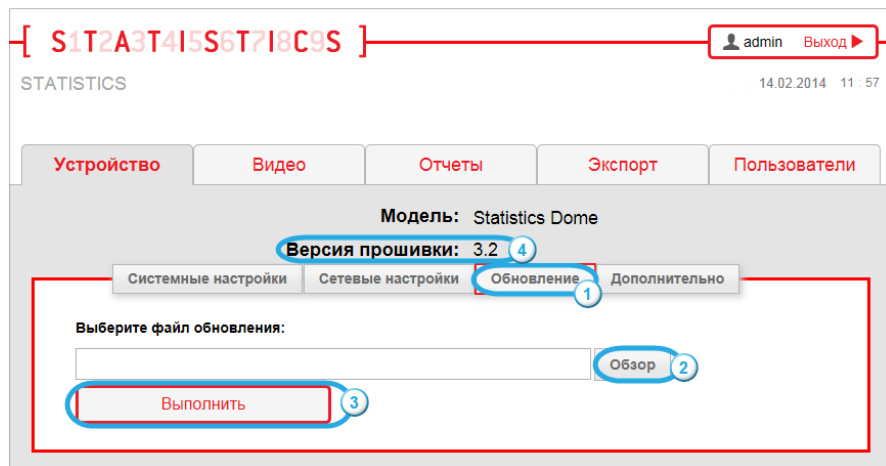 [ S1T2A3T4I5S6T7I8C9S ]
admin Выход
STATISTICS
14.02.2014 11 : 57
Устройство Видео Отчеты Экспорт Пользователи
Модель: Statistics Dome
Версия прошивки: 3.2 4
Системные настройки Сетевые настройки Обновление Дополнительно
1
Выберите файл обновления:
Обзор 2
Выполнить 3